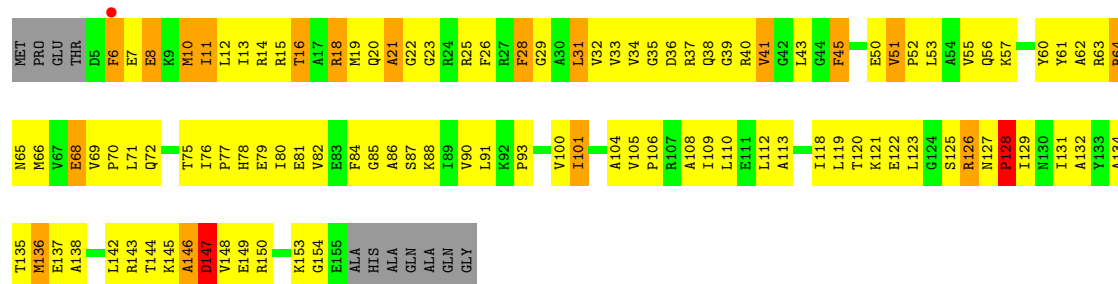 MET PRO GLU THR D5 F6 E7 E8 K9 M10 I11 L12 I13 R14 R15 T16 A17 R18 M19 Q20 A21 G22 G23 R24 R25 F26 R27 F28 G29 A30 L31 V32 V33 V34 G35 D36 R37 Q38 G39 R40 V41 G42 L43 G44 F45 E50 V51 P52 L53 A54 V55 Q56 K57 Y60 Y61 A62 R63 R64
N65 M66 V67 E68 V69 P70 L71 Q72 T75 I76 P77 H78 E79 I80 E81 V82 E83 F84 G85 A86 S87 K88 I89 V90 L91 K92 P93 V100 I101 A104 V105 P106 R107 A108 I109 L110 E111 L112 A113 I118 L119 T120 K121 E122 L123 G124 S125 R126 N127 P128 I129 N130 I131 A132 Y133 A134
T135 M136 E137 A138 L142 R143 T144 K145 A146 D147 V148 E149 R150 K153 G154 E155 ALA HIS ALA GLN ALA GLN GLY